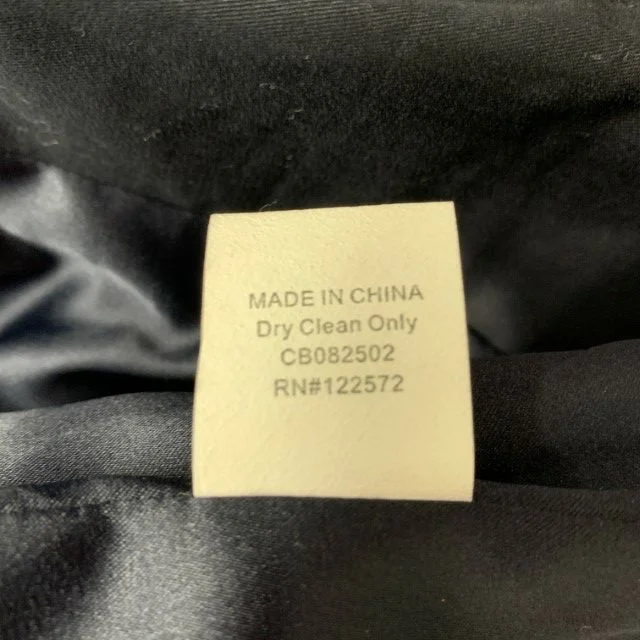 MADE IN CHINA
Dry Clean Only
CB082502
RN#122572